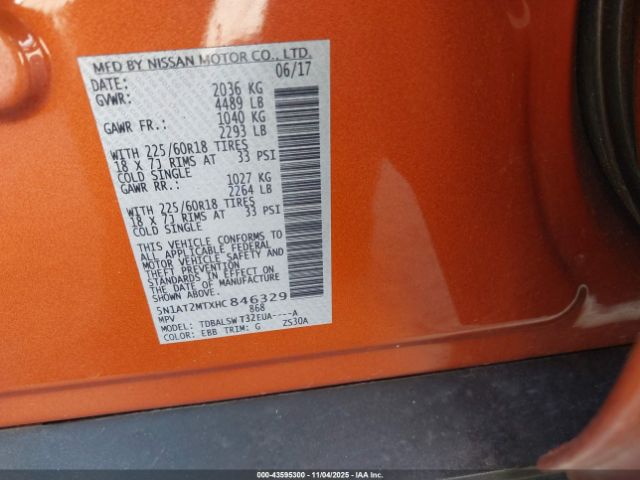 MFD BY NISSAN MOTOR CO., LTD.
DATE: 06/17
GVWR: 2036 KG
4489 LB
GAWR FR.: 1040 KG
2293 LB
WITH 225/60R18 TIRES
18 X 7J RIMS AT 33 PSI
COLD SINGLE
GAWR RR.: 1027 KG
2264 LB
WITH 225/60R18 TIRES
18 X 7J RIMS AT 33 PSI
COLD SINGLE
THIS VEHICLE CONFORMS TO
ALL APPLICABLE FEDERAL
MOTOR VEHICLE SAFETY AND
THEFT PREVENTION
STANDARDS IN EFFECT ON
THE DATE OF MANUFACTURE
SHOWN ABOVE.
5N1AT2MTXHC846329
MPV 868
MODEL: TDBALSWT32EUA----A
COLOR: EBB TRIM: G ZS30A
000-43595300 - 11/04/2025 - IAA Inc.